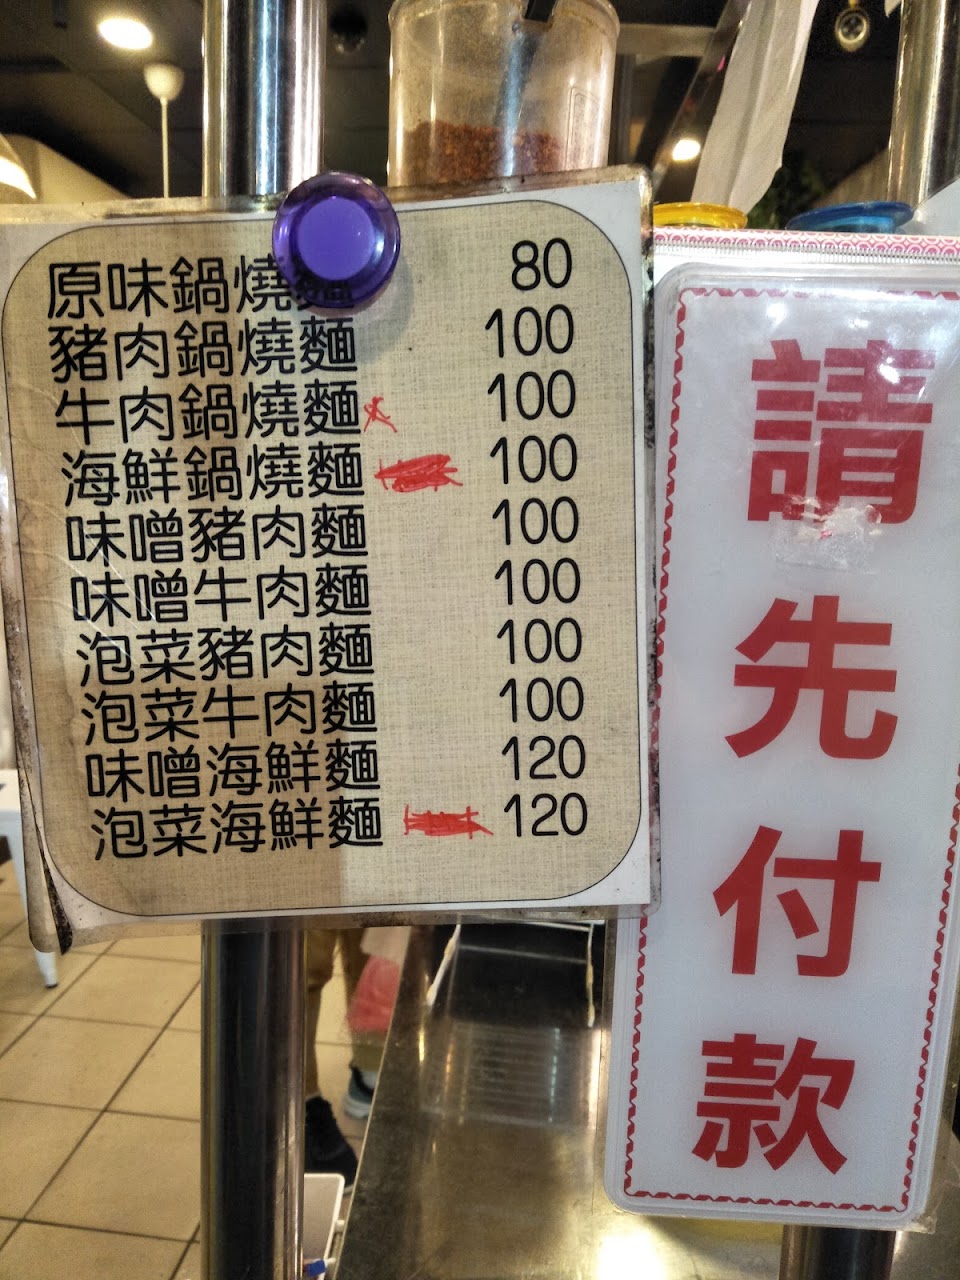 原味鍋燒麵 80
豬肉鍋燒麵 100
牛肉鍋燒麵 100
海鮮鍋燒麵 100
味噌豬肉麵 100
味噌牛肉麵 100
泡菜豬肉麵 100
泡菜牛肉麵 100
味噌海鮮麵 120
泡菜海鮮麵 120
請先付款